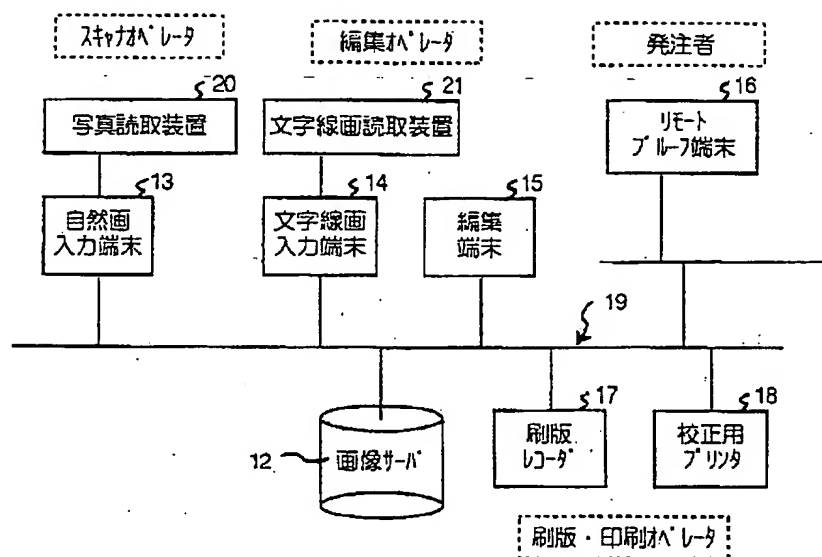 スキャナオペレータ
編集オペレーダ
発注者
20
21
16
写真読取装置
文字線画読取装置
リモート
プルーフ端末
13
14
15
自然画
入力端末
文字線画
入力端末
編集
端末
19
12
画像サーバ
17
18
刷版
レコーダ
校正用
プリンタ
刷版・印刷オペレータ